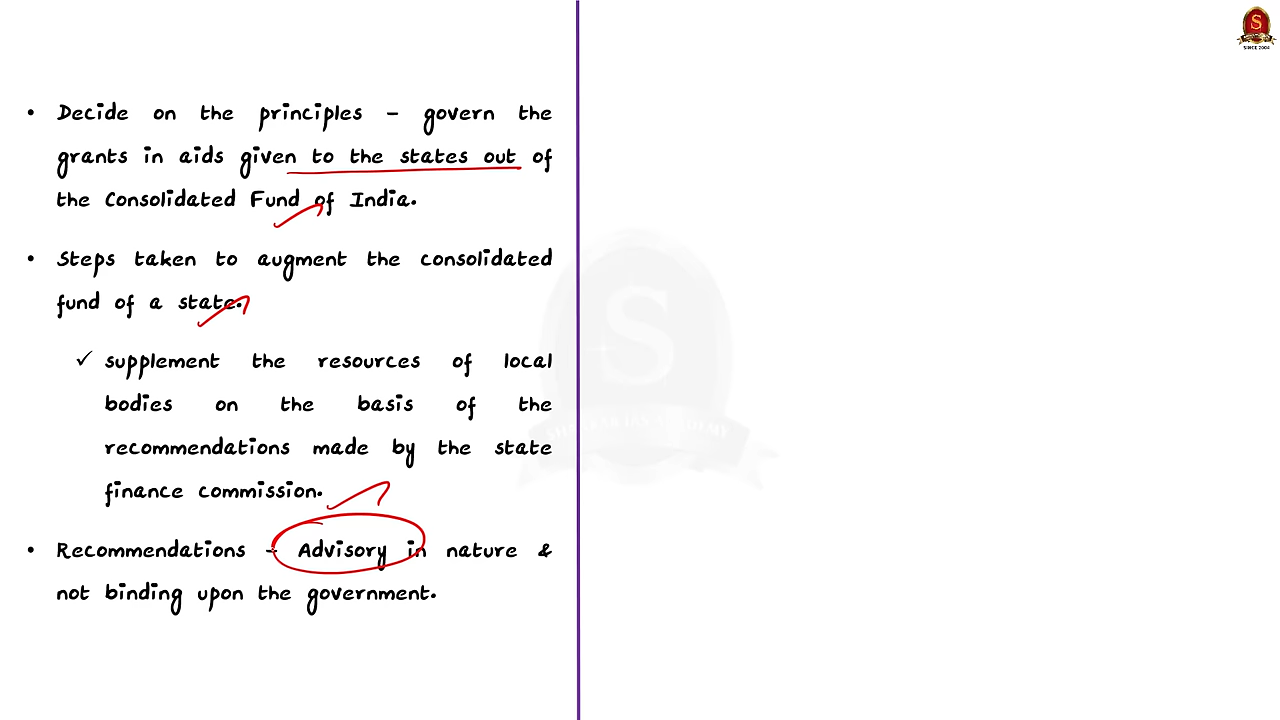 • Decide on the principles - govern the
grants in aids given to the states out of
the Consolidated Fund of India.
• Steps taken to augment the consolidated
fund of a state.
✓ supplement the resources of local
bodies on the basis of the
recommendations made by the state
finance commission.
• Recommendations - Advisory in nature &
not binding upon the government.
S
SINCE 2004
S